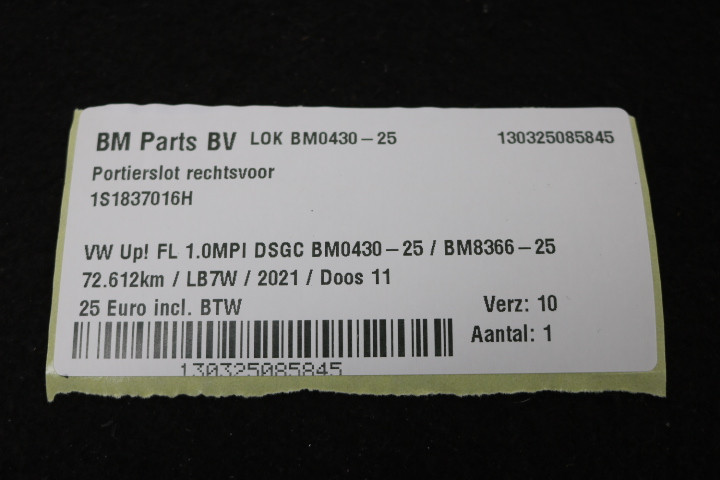 BM Parts BV LOK BM0430-25 130325085845
Portierslot rechtsvoor
1S1837016H
VW Up! FL 1.0MPI DSGC BM0430-25 / BM8366-25
72.612km / LB7W / 2021 / Doos 11
25 Euro incl. BTW Verz: 10
Aantal: 1
130325085845